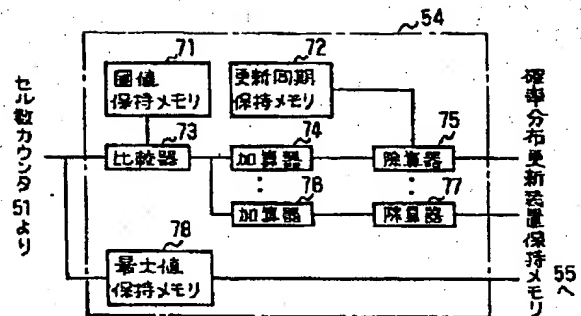 54
71
72
閾値
保持メモリ
更新周期
保持メモリ
セル数カウンタ51より
73
比較器
74
加算器
75
除算器
:
:
76
加算器
77
除算器
78
最大値
保持メモリ
確率分布更新装置保持メモリ55へ